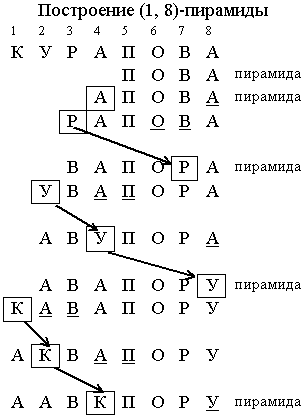 Построение (1, 8)-пирамиды
1 2 3 4 5 6 7 8
К У Р А П О В А
П О В А пирамида
А П О В А пирамида
Р А П О В А
В А П О Р А пирамида
У В А П О Р А
А В У П О Р А
А В А П О Р У пирамида
К А В А П О Р У
А К В А П О Р У
А А В К П О Р У пирамида